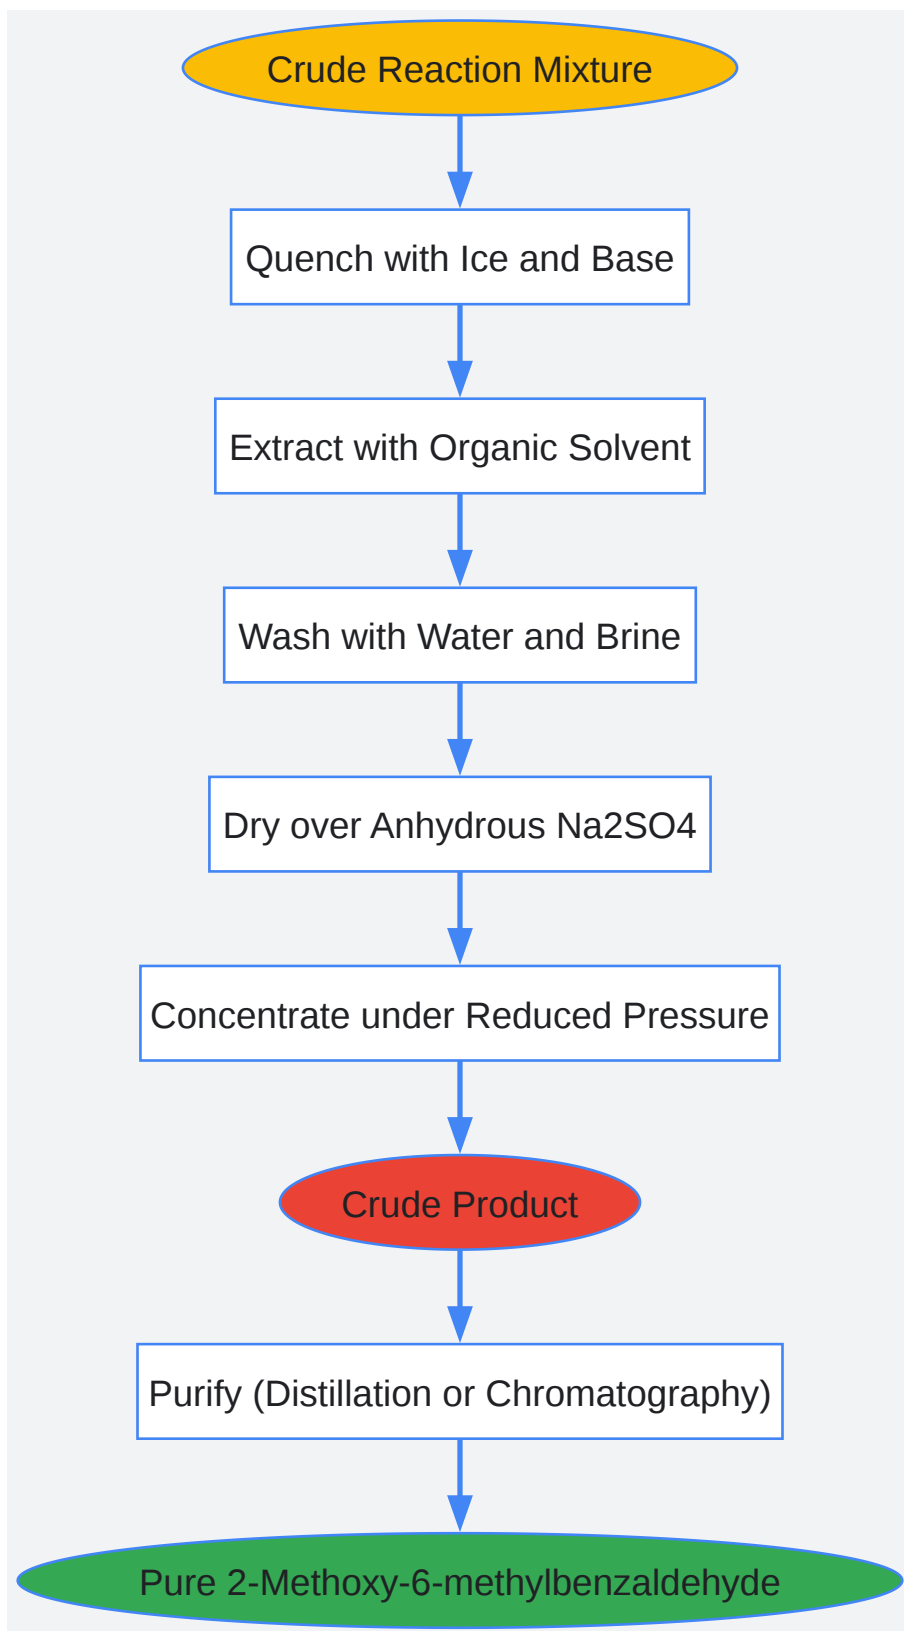 Crude Reaction Mixture
Quench with Ice and Base
Extract with Organic Solvent
Wash with Water and Brine
Dry over Anhydrous Na2SO4
Concentrate under Reduced Pressure
Crude Product
Purify (Distillation or Chromatography)
Pure 2-Methoxy-6-methylbenzaldehyde